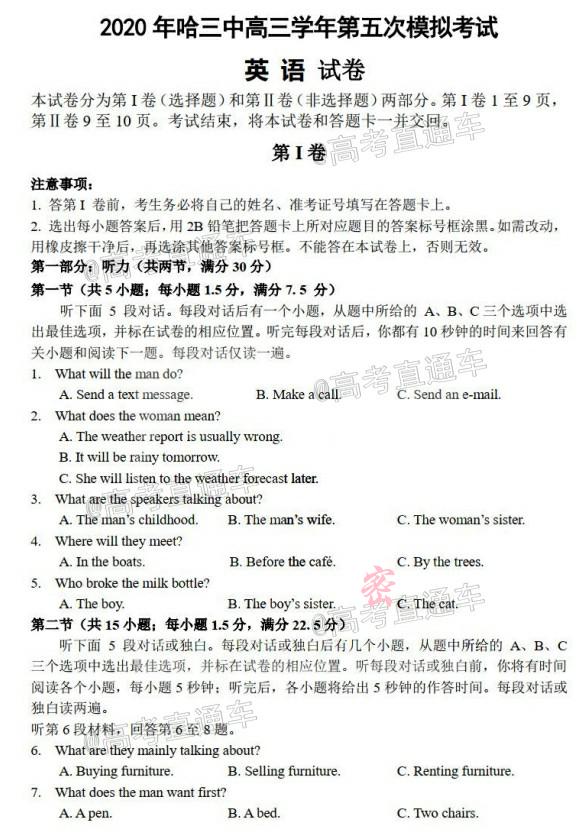 2020 年哈三中高三学年第五次模拟考试
英 语 试卷
本试卷分为第 I 卷（选择题）和第 II 卷（非选择题）两部分。第 I 卷 1 至 9 页，
第 II 卷 9 至 10 页。考试结束，将本试卷和答题卡一并交回。
第 I 卷
@高考直通车
注意事项：
1. 答第 I 卷前，考生务必将自己的姓名、准考证号填写在答题卡上。
2. 选出每小题答案后，用 2B 铅笔把答题卡上所对应题目的答案标号框涂黑。如需改动，
用橡皮擦干净后，再选涂其他答案标号框。不能答在本试卷上，否则无效。
@高考直通车
第一部分：听力（共两节，满分 30 分）
第一节（共 5 小题；每小题 1.5 分，满分 7.5 分）
听下面 5 段对话。每段对话后有一个小题，从题中所给的 A、B、C 三个选项中选
出最佳选项，并标在试卷的相应位置。听完每段对话后，你都有 10 秒钟的时间来回答有
关小题和阅读下一题。每段对话仅读一遍。
1. What will the man do?
A. Send a text message. B. Make a call. C. Send an e-mail.
@高考直通车
2. What does the woman mean?
A. The weather report is usually wrong.
B. It will be rainy tomorrow.
C. She will listen to the weather forecast later.
3. What are the speakers talking about?
@高考直通车
A. The man's childhood. B. The man's wife. C. The woman's sister.
4. Where will they meet?
A. In the boats. B. Before the café. C. By the trees.
5. Who broke the milk bottle?
密
A. The boy. B. The boy's sister. C. The cat.
@高考直通车
第二节（共 15 小题；每小题 1.5 分，满分 22.5 分）
听下面 5 段对话或独白。每段对话或独白后有几个小题，从题中所给的 A、B、C
三个选项中选出最佳选项，并标在试卷的相应位置。听每段对话或独白前，你将有时间
阅读各个小题，每小题 5 秒钟；听完后，各小题将给出 5 秒钟的作答时间。每段对话或
独白读两遍。
听第 6 段材料，回答第 6 至 8 题。
@高考直通车
6. What are they mainly talking about?
A. Buying furniture. B. Selling furniture. C. Renting furniture.
7. What does the man want first?
A. A pen. B. A bed. C. Two chairs.